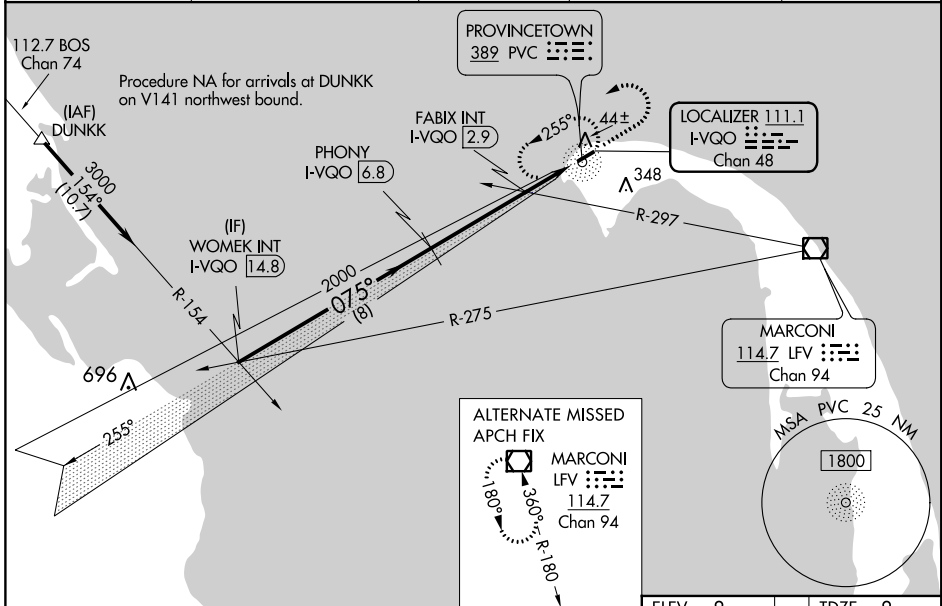 112.7 BOS
Chan 74
(IAF)
DUNKK
Procedure NA for arrivals at DUNKK
on V141 northwest bound.
PROVINCETOWN
389 PVC
FABIX INT
I-VQO 2.9
255°
44±
LOCALIZER 111.1
I-VQO
Chan 48
PHONY
I-VQO 6.8
348
3000
154°
(10.7)
R-297
(IF)
WOMEK INT
I-VQO 14.8
2000
075°
(8)
R-154
R-275
MARCONI
114.7 LFV
Chan 94
696
255°
ALTERNATE MISSED
APCH FIX
MARCONI
LFV
114.7
Chan 94
180°
360°
R-180
MSA PVC 25 NM
1800
ELEV 9
TDZE 9